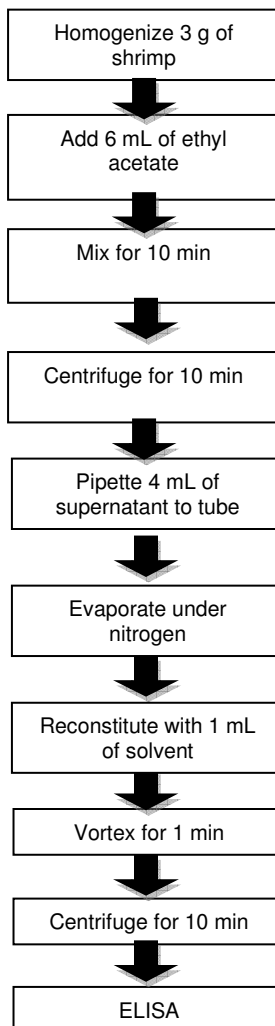 Homogenize 3 g of
shrimp
Add 6 mL of ethyl
acetate
Mix for 10 min
Centrifuge for 10 min
Pipette 4 mL of
supernatant to tube
Evaporate under
nitrogen
Reconstitute with 1 mL
of solvent
Vortex for 1 min
Centrifuge for 10 min
ELISA